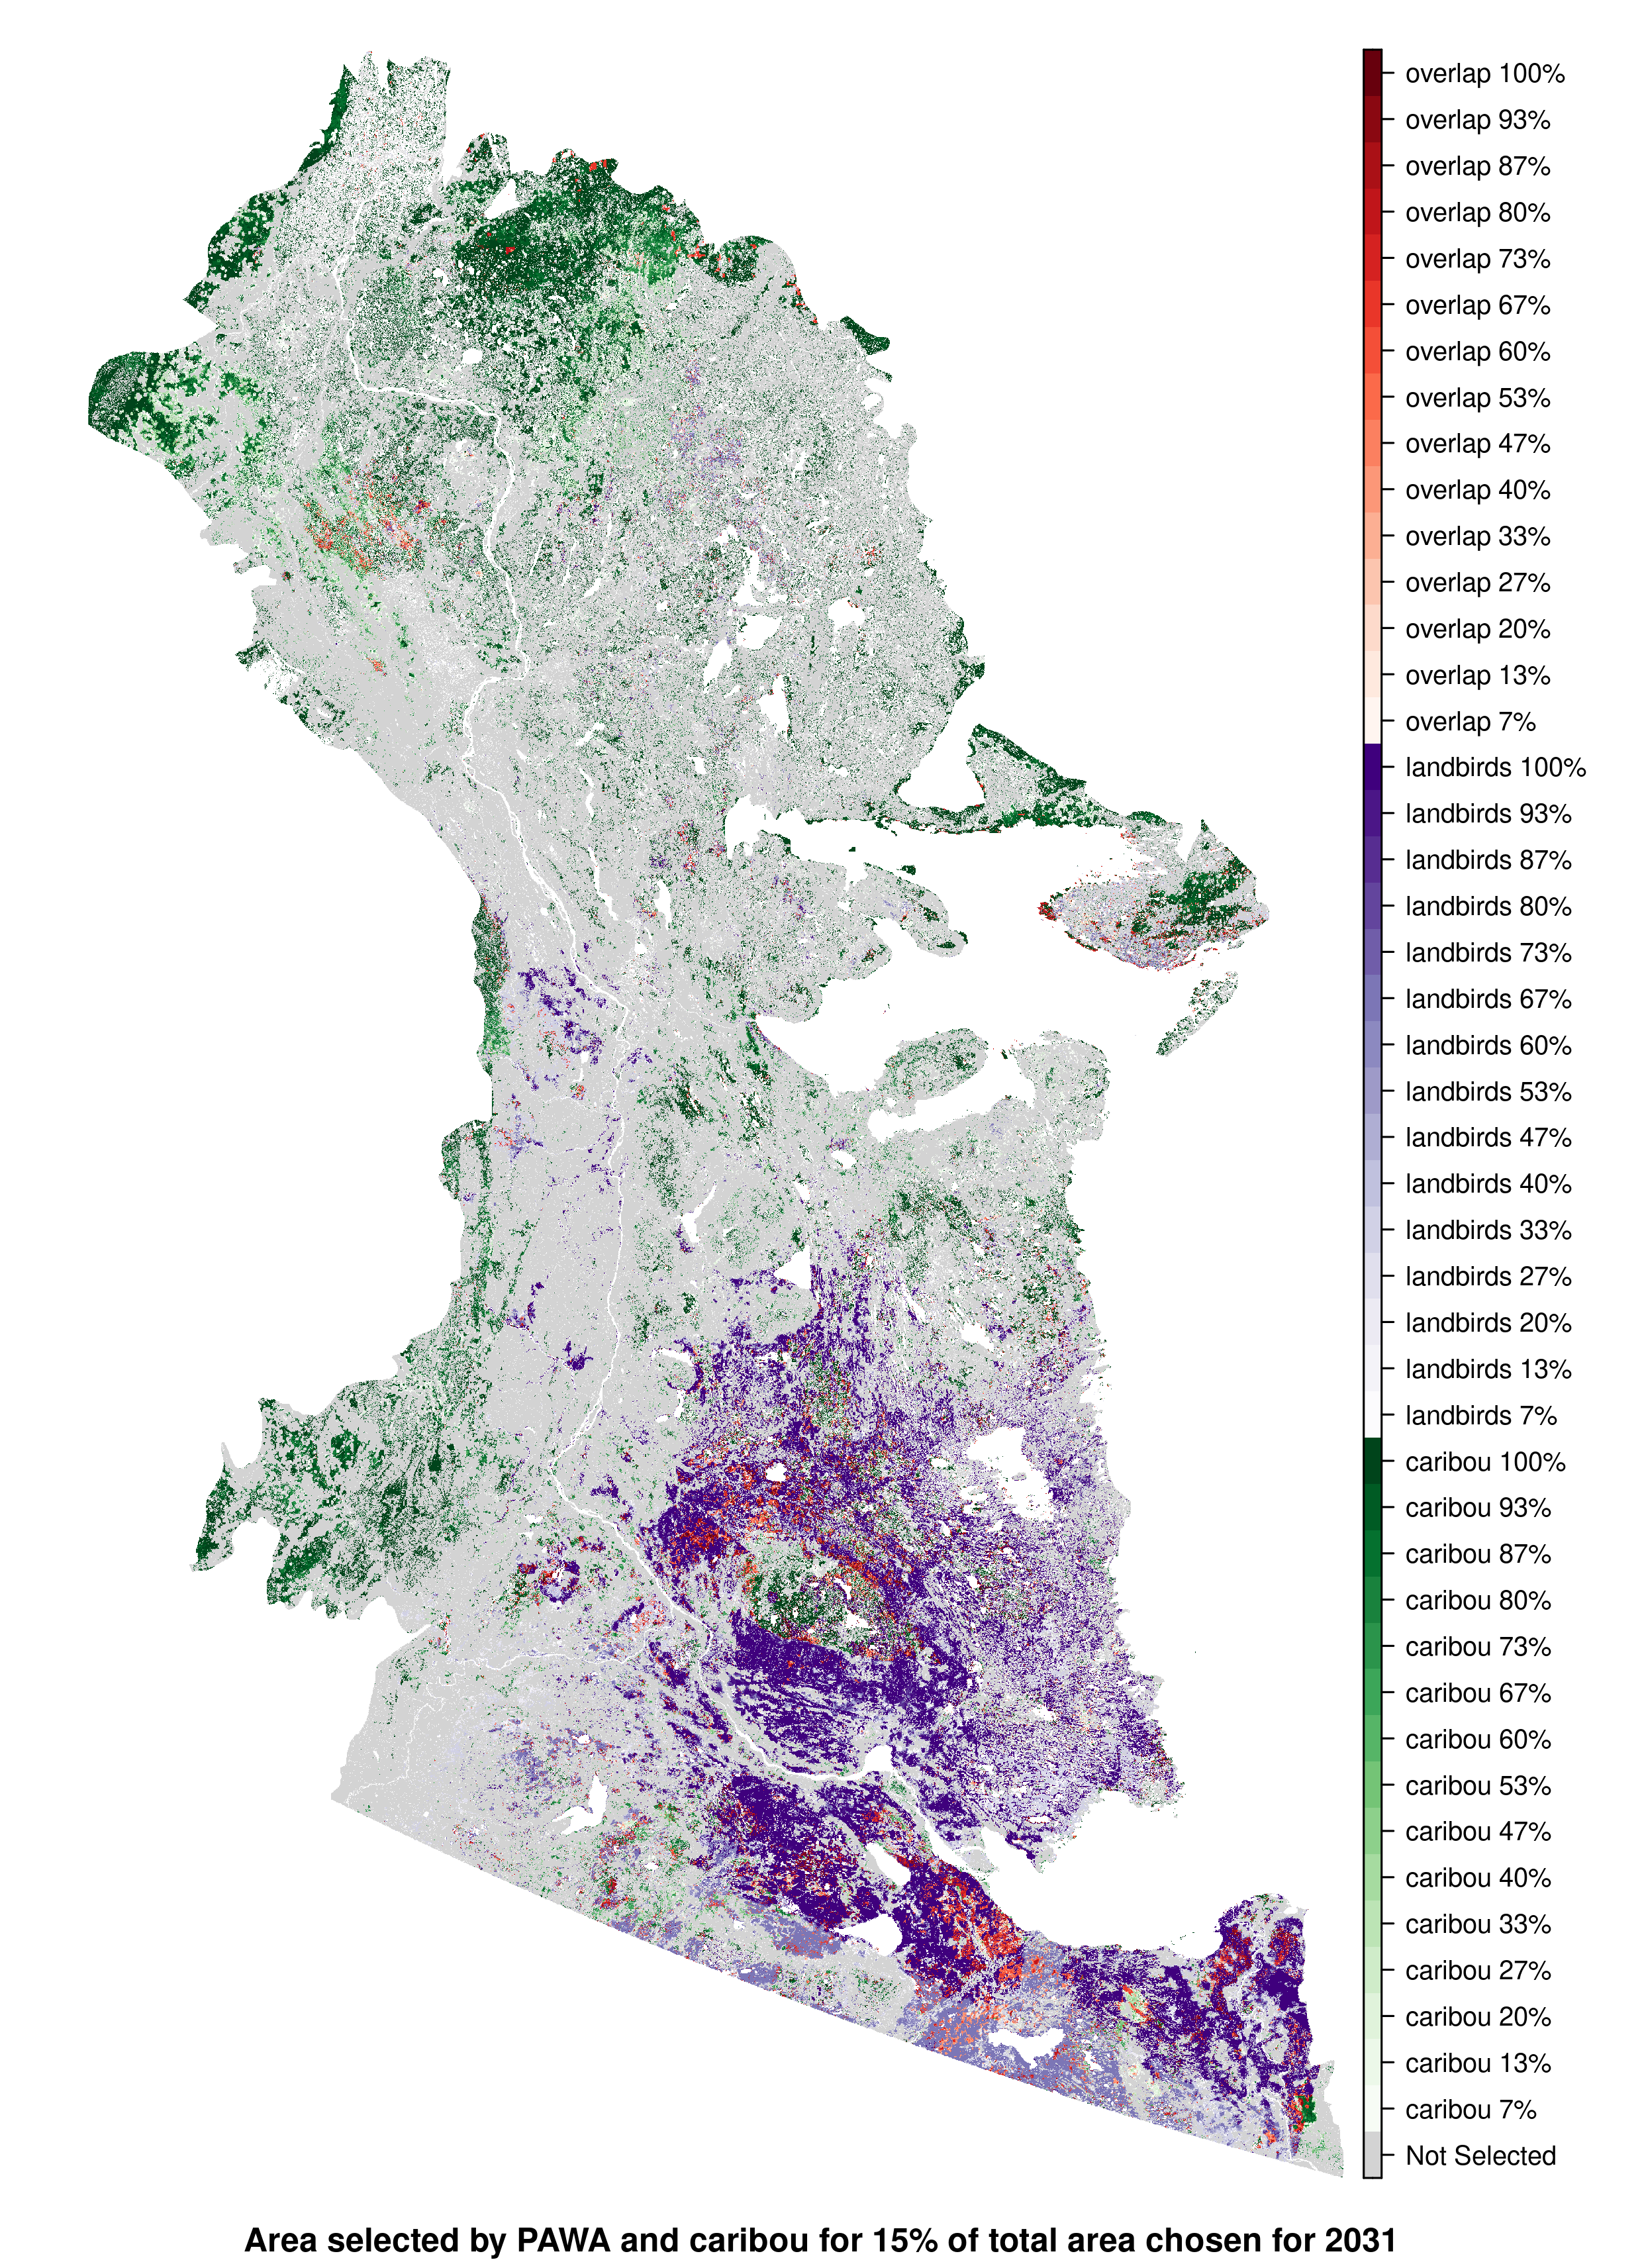 overlap 100%
overlap 93%
overlap 87%
overlap 80%
overlap 73%
overlap 67%
overlap 60%
overlap 53%
overlap 47%
overlap 40%
overlap 33%
overlap 27%
overlap 20%
overlap 13%
overlap 7%
landbirds 100%
landbirds 93%
landbirds 87%
landbirds 80%
landbirds 73%
landbirds 67%
landbirds 60%
landbirds 53%
landbirds 47%
landbirds 40%
landbirds 33%
landbirds 27%
landbirds 20%
landbirds 13%
landbirds 7%
caribou 100%
caribou 93%
caribou 87%
caribou 80%
caribou 73%
caribou 67%
caribou 60%
caribou 53%
caribou 47%
caribou 40%
caribou 33%
caribou 27%
caribou 20%
caribou 13%
caribou 7%
Not Selected
Area selected by PAWA and caribou for 15% of total area chosen for 2031